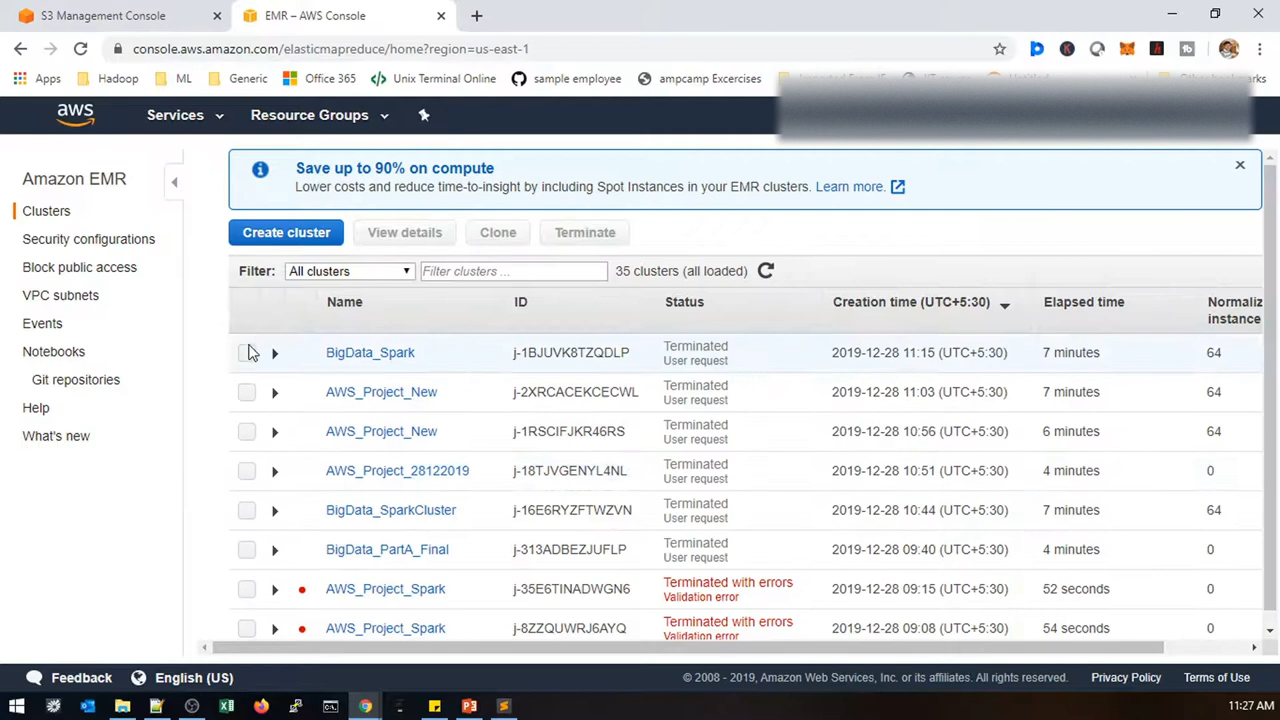 S3 Management Console
EMR – AWS Console
console.aws.amazon.com/elasticmapreduce/home?region=us-east-1
Apps Hadoop ML Generic Office 365 Unix Terminal Online sample employee ampcamp Excercises
aws Services Resource Groups
Amazon EMR
Clusters
Security configurations
Block public access
VPC subnets
Events
Notebooks
Git repositories
Help
What's new
Save up to 90% on compute
Lower costs and reduce time-to-insight by including Spot Instances in your EMR clusters. Learn more.
Create cluster View details Clone Terminate
Filter: All clusters Filter clusters ... 35 clusters (all loaded)
Name ID Status Creation time (UTC+5:30) Elapsed time Normaliz
instance
BigData_Spark j-1BJUVK8TZQDLP Terminated 2019-12-28 11:15 (UTC+5:30) 7 minutes 64
User request
AWS_Project_New j-2XRCACEKCECWL Terminated 2019-12-28 11:03 (UTC+5:30) 7 minutes 64
User request
AWS_Project_New j-1RSCIFJKR46RS Terminated 2019-12-28 10:56 (UTC+5:30) 6 minutes 64
User request
AWS_Project_28122019 j-18TJVGENYL4NL Terminated 2019-12-28 10:51 (UTC+5:30) 4 minutes 0
User request
BigData_SparkCluster j-16E6RYZFTWZVN Terminated 2019-12-28 10:44 (UTC+5:30) 7 minutes 64
User request
BigData_PartA_Final j-313ADBEZJUFLP Terminated 2019-12-28 09:40 (UTC+5:30) 4 minutes 0
User request
AWS_Project_Spark j-35E6TINADWGN6 Terminated with errors 2019-12-28 09:15 (UTC+5:30) 52 seconds 0
Validation error
AWS_Project_Spark j-8ZZQUWRJ6AYQ Terminated with errors 2019-12-28 09:08 (UTC+5:30) 54 seconds 0
Validation error
Feedback English (US) © 2008 - 2019, Amazon Web Services, Inc. or its affiliates. All rights reserved. Privacy Policy Terms of Use
11:27 AM